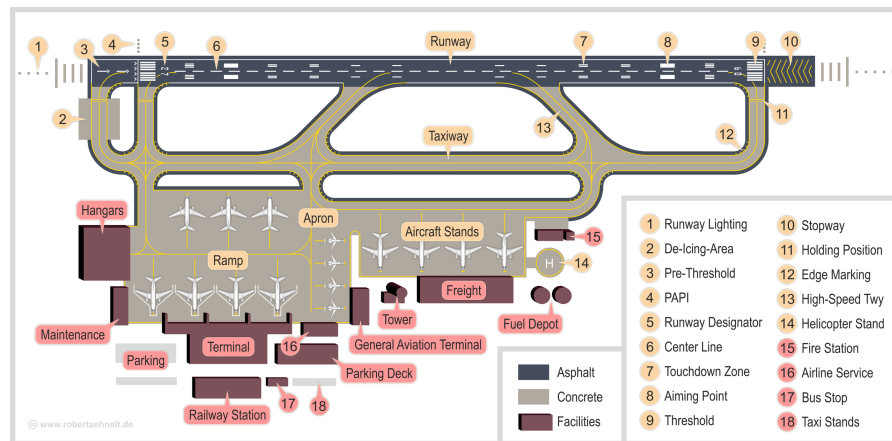 Runway
1
4
3
5
6
7
8
9
10
2
13
11
12
Taxiway
Hangars
Apron
Aircraft Stands
Ramp
15
H
14
Freight
Tower
Fuel Depot
Maintenance
Terminal
16
General Aviation Terminal
Parking
Parking Deck
Railway Station
17
18
Asphalt
Concrete
Facilities
1 Runway Lighting
2 De-Icing-Area
3 Pre-Threshold
4 PAPI
5 Runway Designator
6 Center Line
7 Touchdown Zone
8 Aiming Point
9 Threshold
10 Stopway
11 Holding Position
12 Edge Marking
13 High-Speed Twy
14 Helicopter Stand
15 Fire Station
16 Airline Service
17 Bus Stop
18 Taxi Stands
cc www.robertaehnelt.de